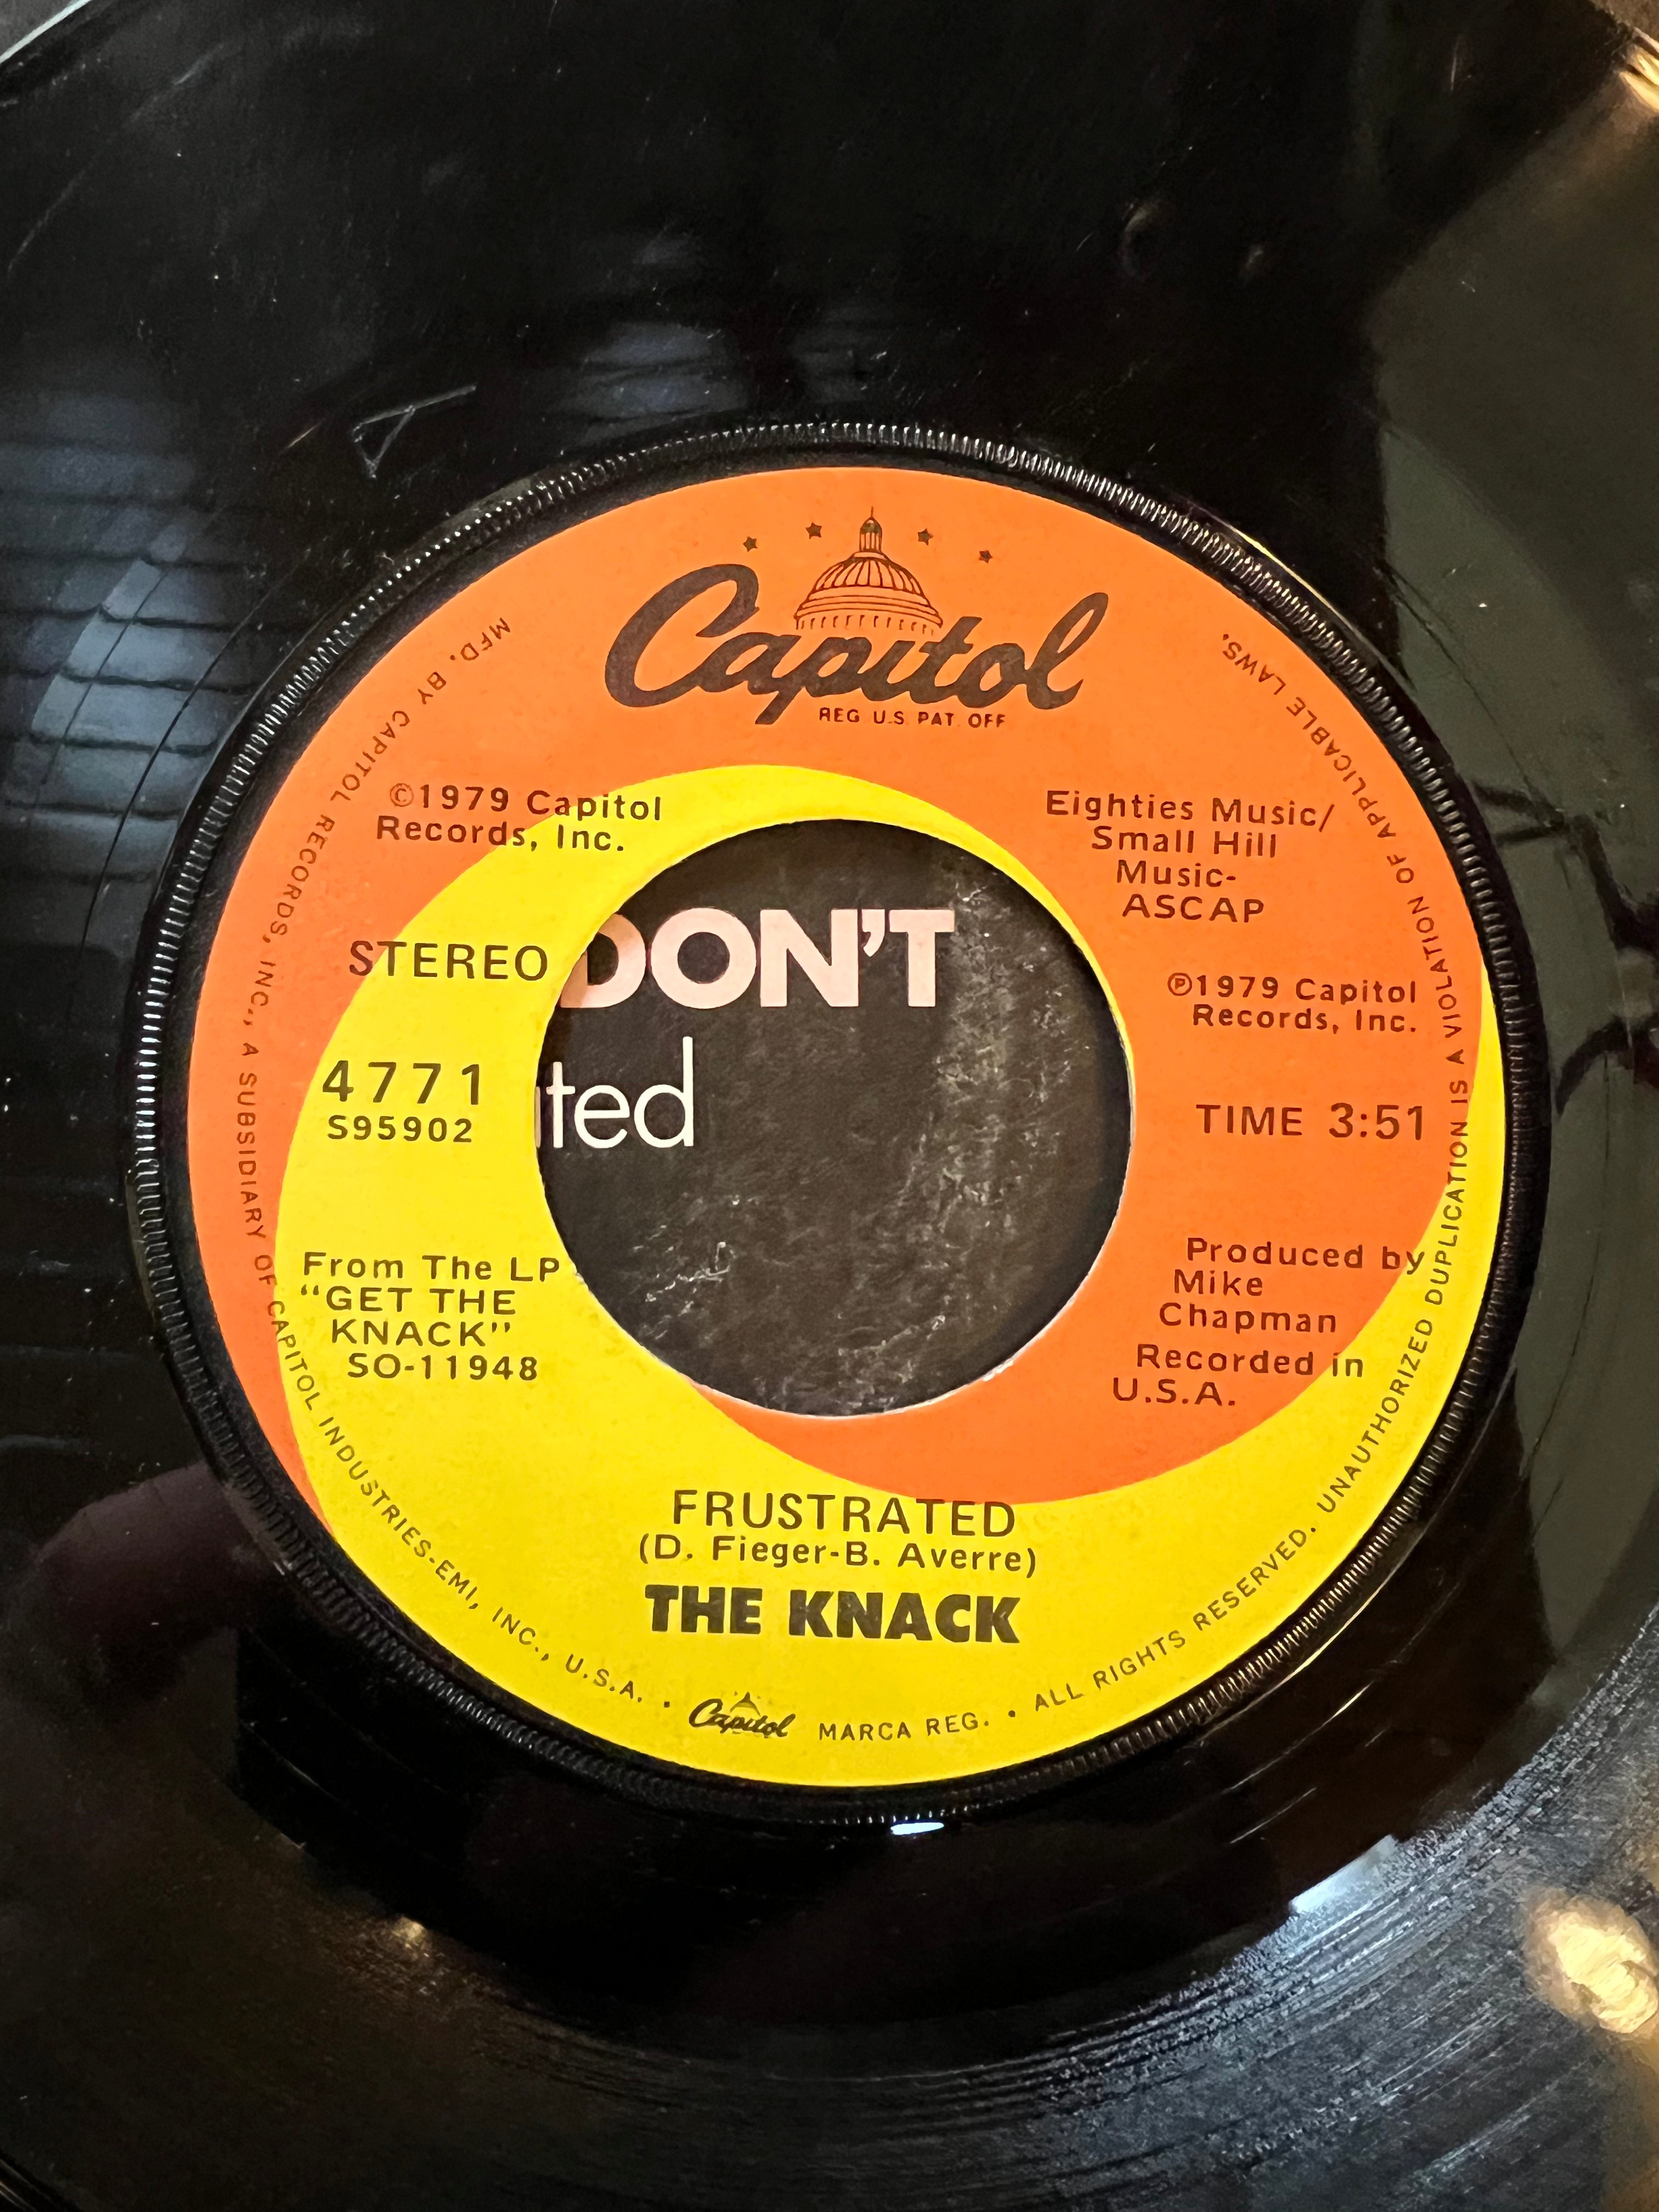 Capitol
REG U.S. PAT. OFF
©1979 Capitol
Records, Inc.
STEREO
4771
S95902
From The LP
"GET THE
KNACK"
SO-11948
DON'T
ted
Eighties Music/
Small Hill
Music-
ASCAP
℗1979 Capitol
Records, Inc.
TIME 3:51
Produced by
Mike
Chapman
Recorded in
U.S.A.
FRUSTRATED
(D. Fieger-B. Averre)
THE KNACK
MFD. BY CAPITOL RECORDS, INC., A SUBSIDIARY OF CAPITOL INDUSTRIES-EMI, INC., U.S.A. • Capitol MARCA REG. • ALL RIGHTS RESERVED. UNAUTHORIZED DUPLICATION IS A VIOLATION OF APPLICABLE LAWS.